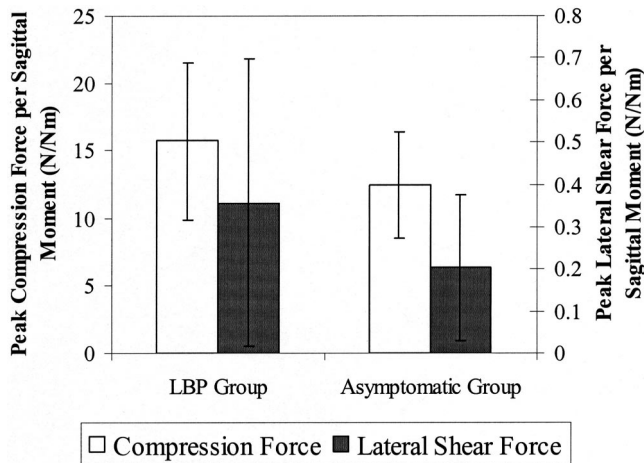 Peak Compression Force per Sagittal
Moment (N/Nm)
25
20
15
10
5
0
0.8
0.7
0.6
0.5
0.4
0.3
0.2
0.1
0
Peak Lateral Shear Force per
Sagittal Moment (N/Nm)
LBP Group
Asymptomatic Group
Compression Force
Lateral Shear Force